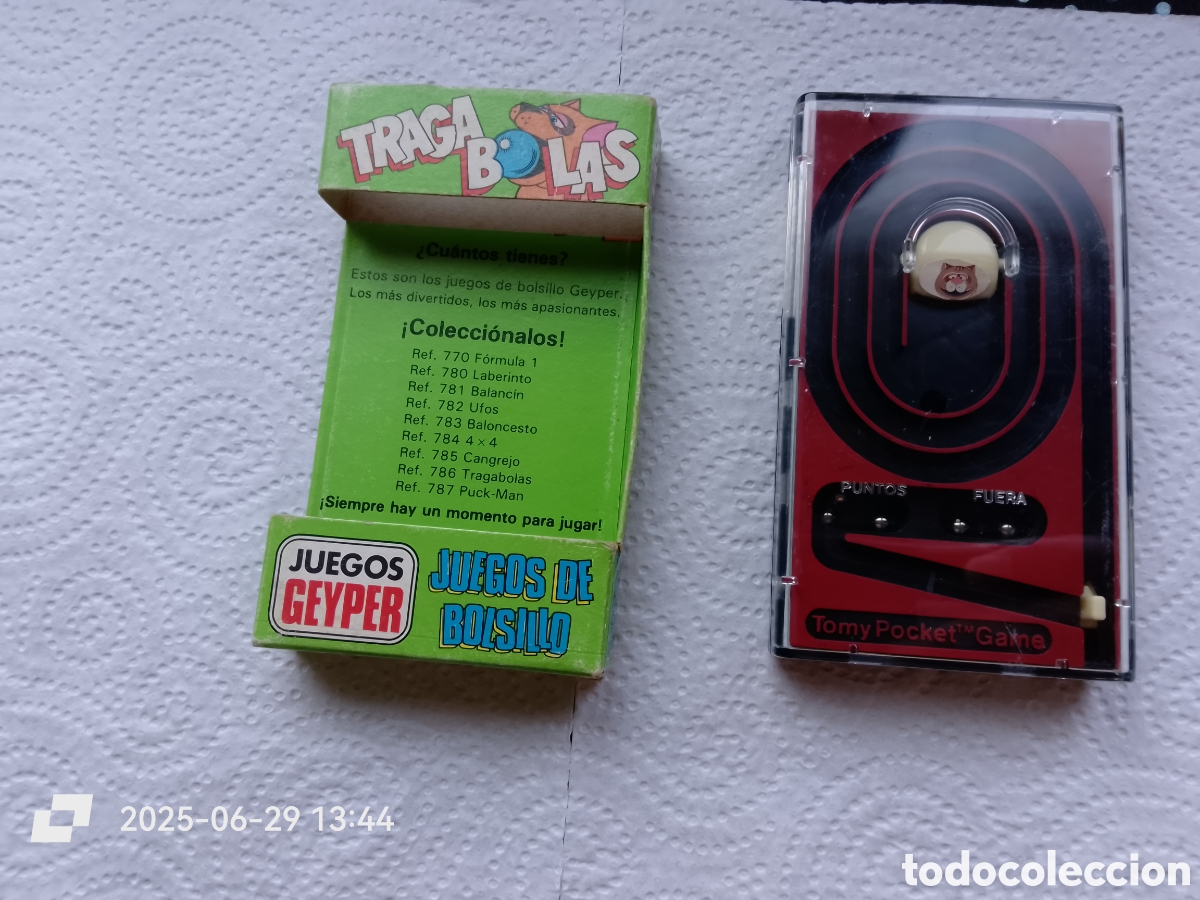 TRAGA
BOLAS
¿Cuántos tienes?
Estos son los juegos de bolsillo Geyper.
Los más divertidos, los más apasionantes.
¡Colecciónalos!
Ref. 770 Fórmula 1
Ref. 780 Laberinto
Ref. 781 Balancín
Ref. 782 Ufos
Ref. 783 Baloncesto
Ref. 784 4 × 4
Ref. 785 Cangrejo
Ref. 786 Tragabolas
Ref. 787 Puck-Man
¡Siempre hay un momento para jugar!
JUEGOS
GEYPER
JUEGOS DE
BOLSILLO
PUNTOS FUERA
Tomy Pocket™ Game
2025-06-29 13:44
todocoleccion